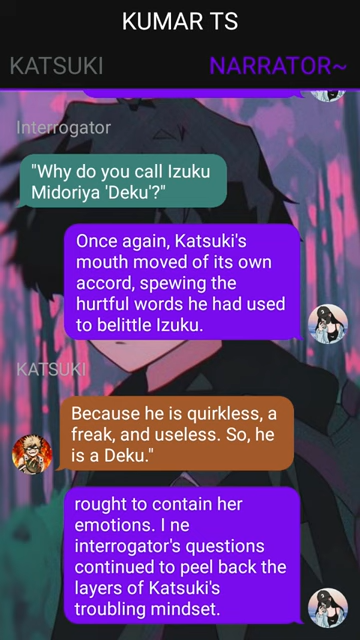 KUMAR TS
KATSUKI
NARRATOR~
Interrogator
"Why do you call Izuku
Midoriya 'Deku'?"
Once again, Katsuki's
mouth moved of its own
accord, spewing the
hurtful words he had used
to belittle Izuku.
KATSUKI
Because he is quirkless, a
freak, and useless. So, he
is a Deku."
rought to contain her
emotions. I ne
interrogator's questions
continued to peel back the
layers of Katsuki's
troubling mindset.